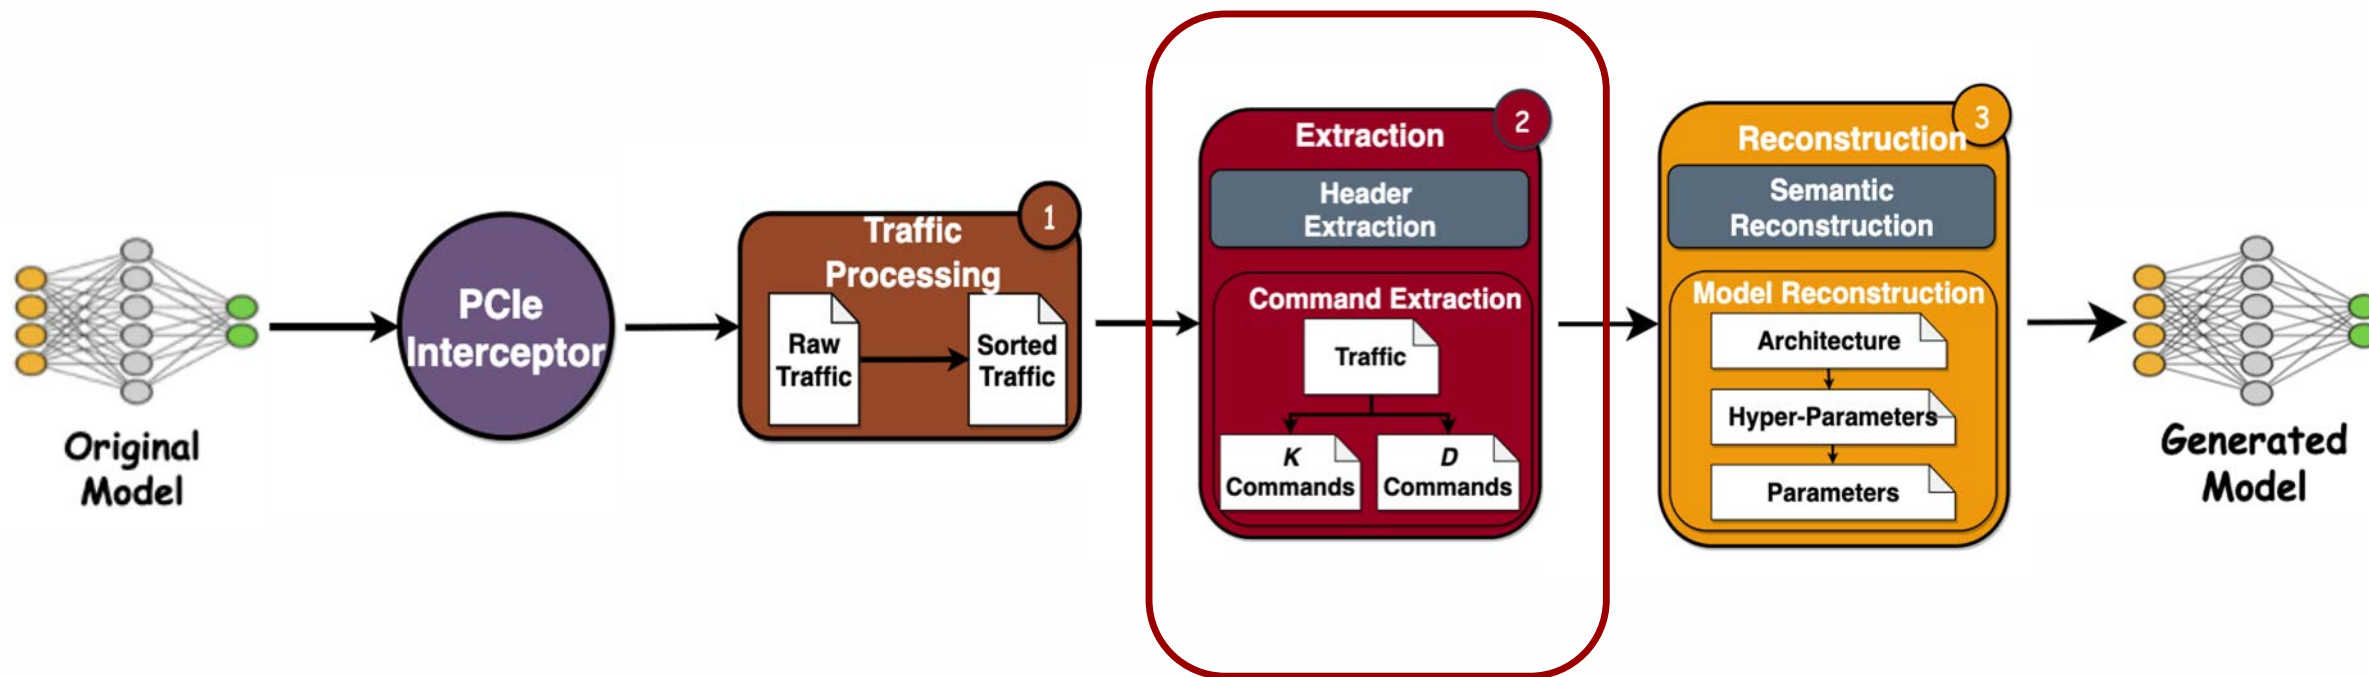 Original
Model
PCIe
Interceptor
1
Traffic
Processing
Raw
Traffic
Sorted
Traffic
2
Extraction
Header
Extraction
Command Extraction
Traffic
K
Commands
D
Commands
3
Reconstruction
Semantic
Reconstruction
Model Reconstruction
Architecture
Hyper-Parameters
Parameters
Generated
Model